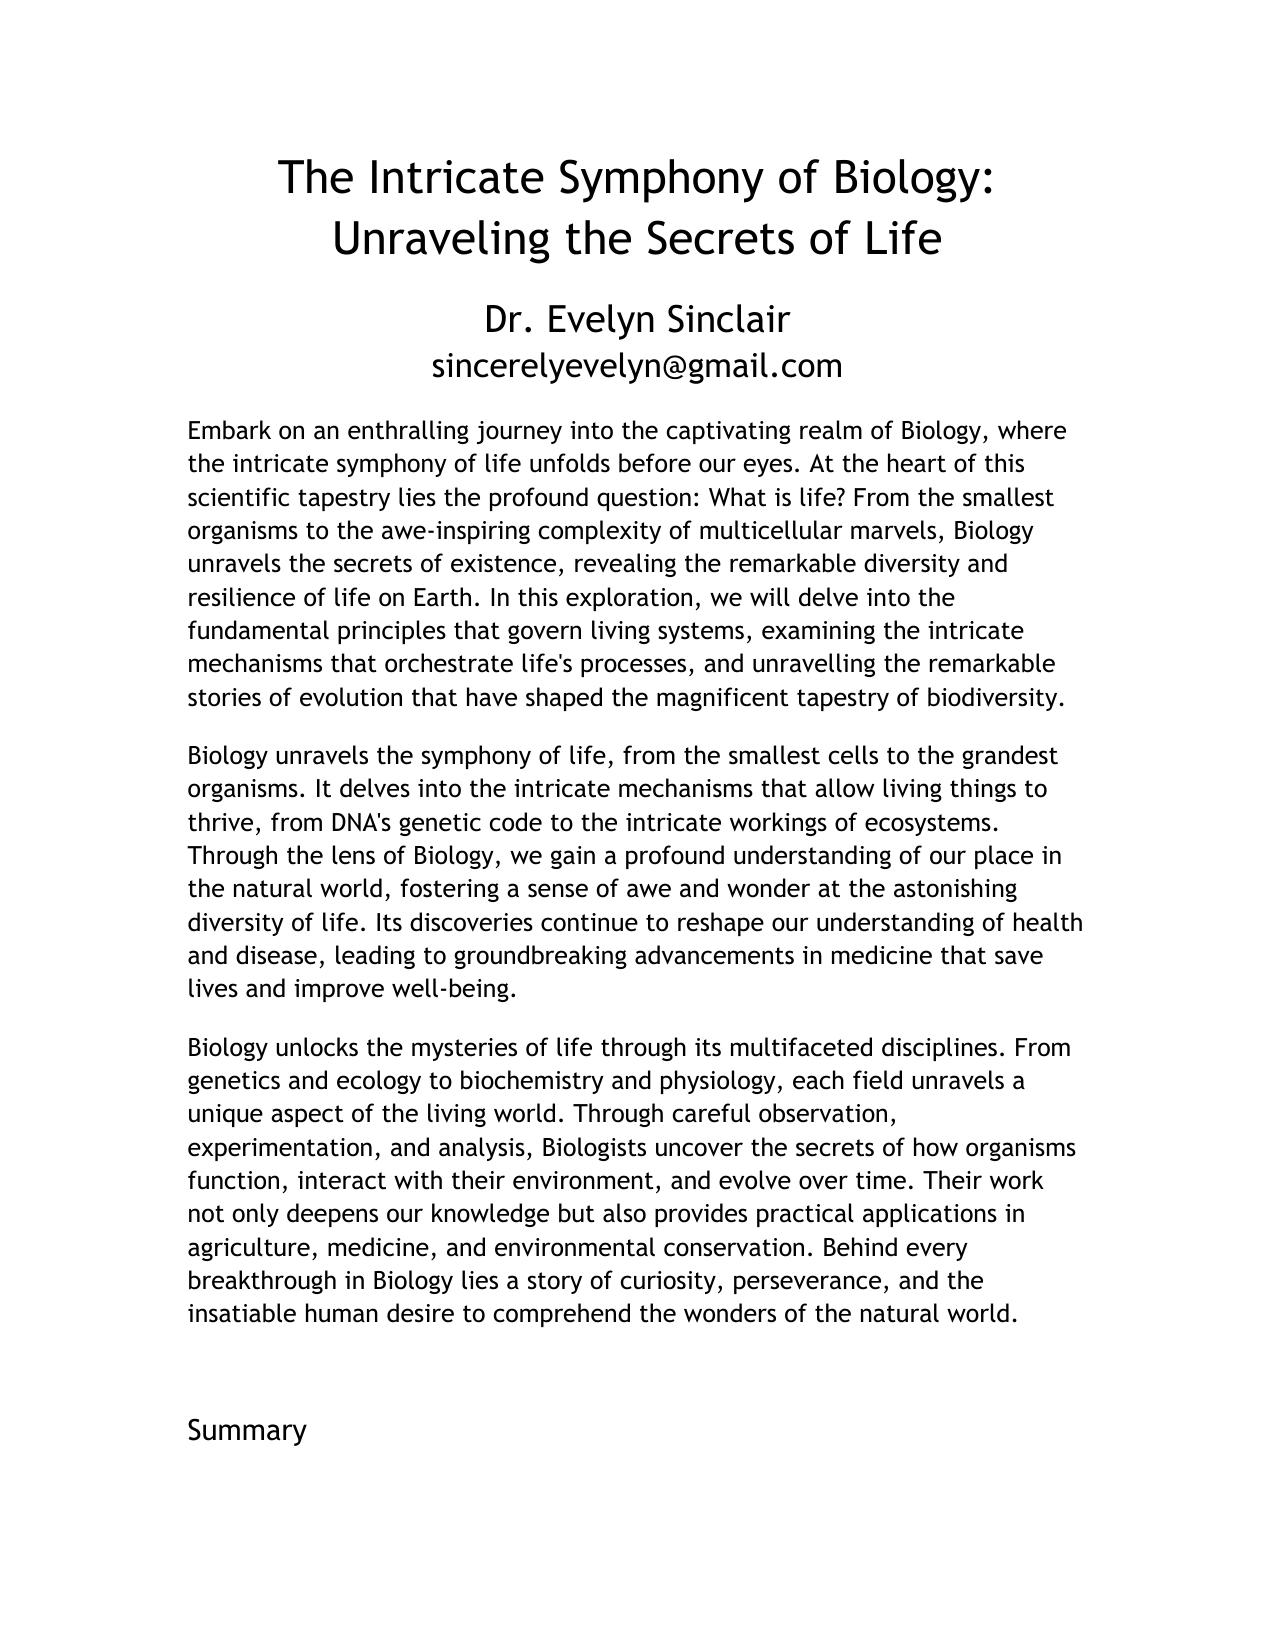 The Intricate Symphony of Biology:
Unraveling the Secrets of Life
Dr. Evelyn Sinclair
sincerelyevelyn@gmail.com
Embark on an enthralling journey into the captivating realm of Biology, where
the intricate symphony of life unfolds before our eyes. At the heart of this
scientific tapestry lies the profound question: What is life? From the smallest
organisms to the awe-inspiring complexity of multicellular marvels, Biology
unravels the secrets of existence, revealing the remarkable diversity and
resilience of life on Earth. In this exploration, we will delve into the
fundamental principles that govern living systems, examining the intricate
mechanisms that orchestrate life's processes, and unravelling the remarkable
stories of evolution that have shaped the magnificent tapestry of biodiversity.
Biology unravels the symphony of life, from the smallest cells to the grandest
organisms. It delves into the intricate mechanisms that allow living things to
thrive, from DNA's genetic code to the intricate workings of ecosystems.
Through the lens of Biology, we gain a profound understanding of our place in
the natural world, fostering a sense of awe and wonder at the astonishing
diversity of life. Its discoveries continue to reshape our understanding of health
and disease, leading to groundbreaking advancements in medicine that save
lives and improve well-being.
Biology unlocks the mysteries of life through its multifaceted disciplines. From
genetics and ecology to biochemistry and physiology, each field unravels a
unique aspect of the living world. Through careful observation,
experimentation, and analysis, Biologists uncover the secrets of how organisms
function, interact with their environment, and evolve over time. Their work
not only deepens our knowledge but also provides practical applications in
agriculture, medicine, and environmental conservation. Behind every
breakthrough in Biology lies a story of curiosity, perseverance, and the
insatiable human desire to comprehend the wonders of the natural world.
Summary